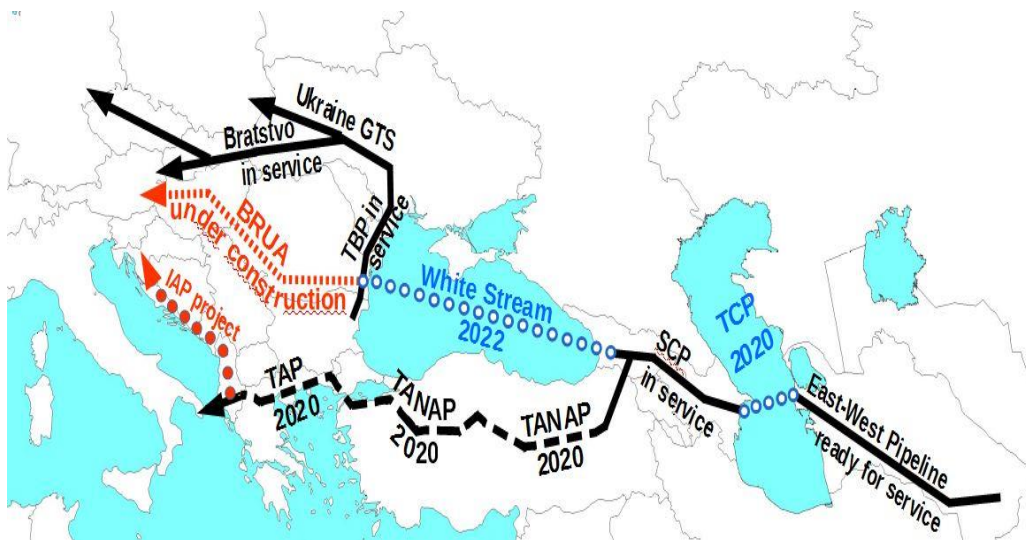 Ukraine GTS
Bratstvo
in service
TBP in
service
BRUA
under construction
IAP project
White Stream
2022
TCP
2020
SCP
in service
East-West Pipeline
ready for service
TAP
2020
TANAP
2020
TANAP
2020